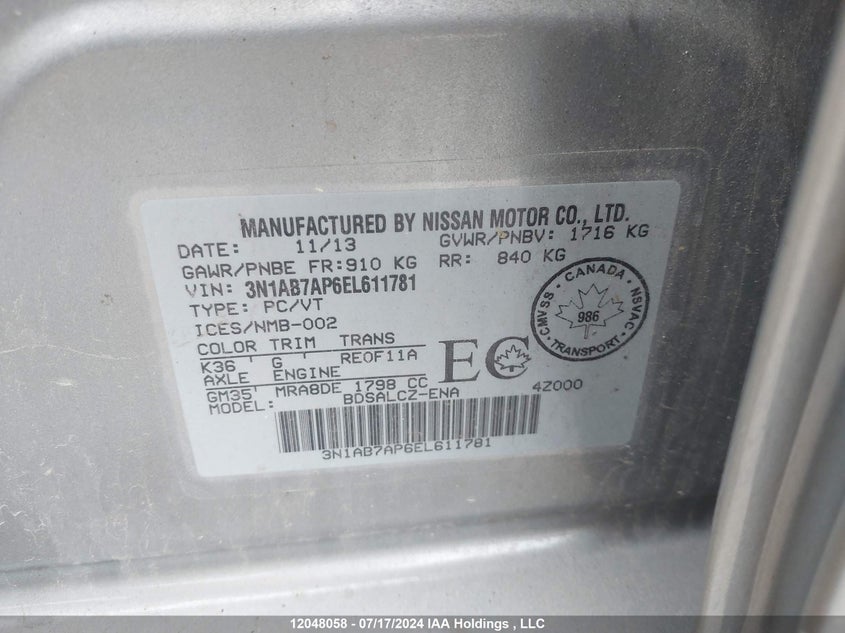 MANUFACTURED BY NISSAN MOTOR CO., LTD.
DATE: 11/13 GVWR/PNBV: 1716 KG
GAWR/PNBE FR:910 KG RR: 840 KG
VIN: 3N1AB7AP6EL611781
TYPE: PC/VT
ICES/NMB-002
COLOR TRIM TRANS
K36 G RE0F11A
AXLE ENGINE
GM35 MRA8DE 1798 CC
MODEL: BDSALCZ-ENA 4Z000
EC
CANADA
CMVSS NSVAC
986
TRANSPORT
3N1AB7AP6EL611781
12048058 - 07/17/2024 IAA Holdings , LLC